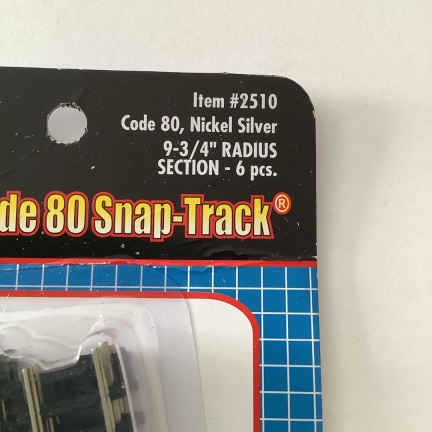 Item #2510
Code 80, Nickel Silver
9-3/4" RADIUS
SECTION - 6 pcs.
de 80 Snap-Track®